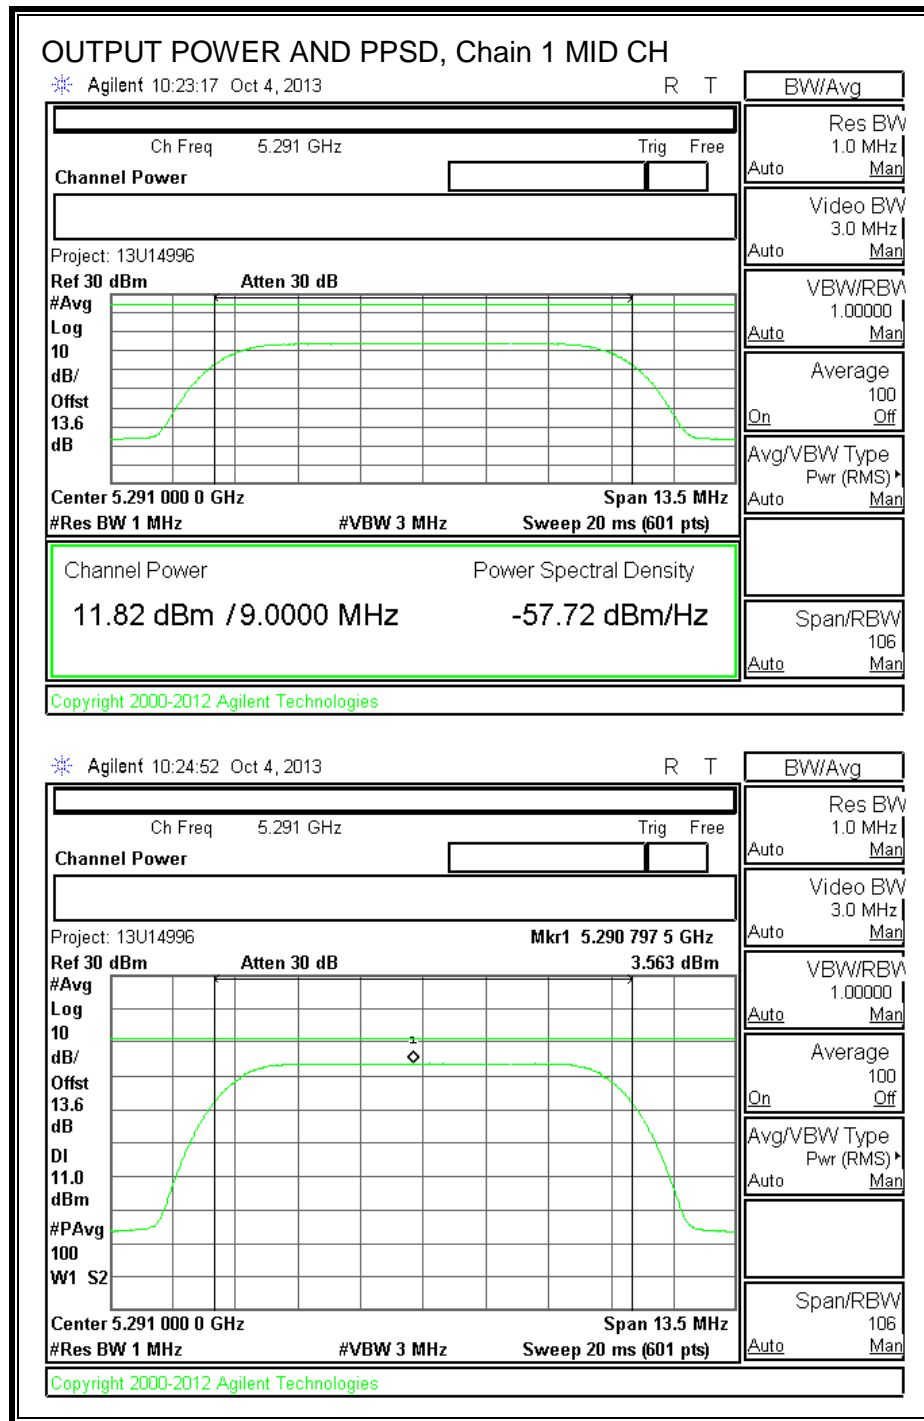 OUTPUT POWER AND PPSD, Chain 1 MID CH
Agilent 10:23:17 Oct 4, 2013 R T
Ch Freq 5.291 GHz Trig Free
Channel Power
Project: 13U14996
Ref 30 dBm Atten 30 dB
#Avg
Log
10
dB/
Offst
13.6
dB
Center 5.291 000 0 GHz Span 13.5 MHz
#Res BW 1 MHz #VBW 3 MHz Sweep 20 ms (601 pts)
Channel Power Power Spectral Density
11.82 dBm / 9.0000 MHz -57.72 dBm/Hz
Copyright 2000-2012 Agilent Technologies
BW/Avg
Res BW
1.0 MHz
Auto Man
Video BW
3.0 MHz
Auto Man
VBW/RBW
1.00000
Auto Man
Average
100
On Off
Avg/VBW Type
Pwr (RMS)
Auto Man
Span/RBW
106
Auto Man
Agilent 10:24:52 Oct 4, 2013 R T
Ch Freq 5.291 GHz Trig Free
Channel Power
Project: 13U14996 Mkr1 5.290 797 5 GHz
Ref 30 dBm Atten 30 dB 3.563 dBm
#Avg
Log
10
dB/
Offst
13.6
dB
DI
11.0
dBm
#PAvg
100
W1 S2
1
Center 5.291 000 0 GHz Span 13.5 MHz
#Res BW 1 MHz #VBW 3 MHz Sweep 20 ms (601 pts)
Copyright 2000-2012 Agilent Technologies
BW/Avg
Res BW
1.0 MHz
Auto Man
Video BW
3.0 MHz
Auto Man
VBW/RBW
1.00000
Auto Man
Average
100
On Off
Avg/VBW Type
Pwr (RMS)
Auto Man
Span/RBW
106
Auto Man